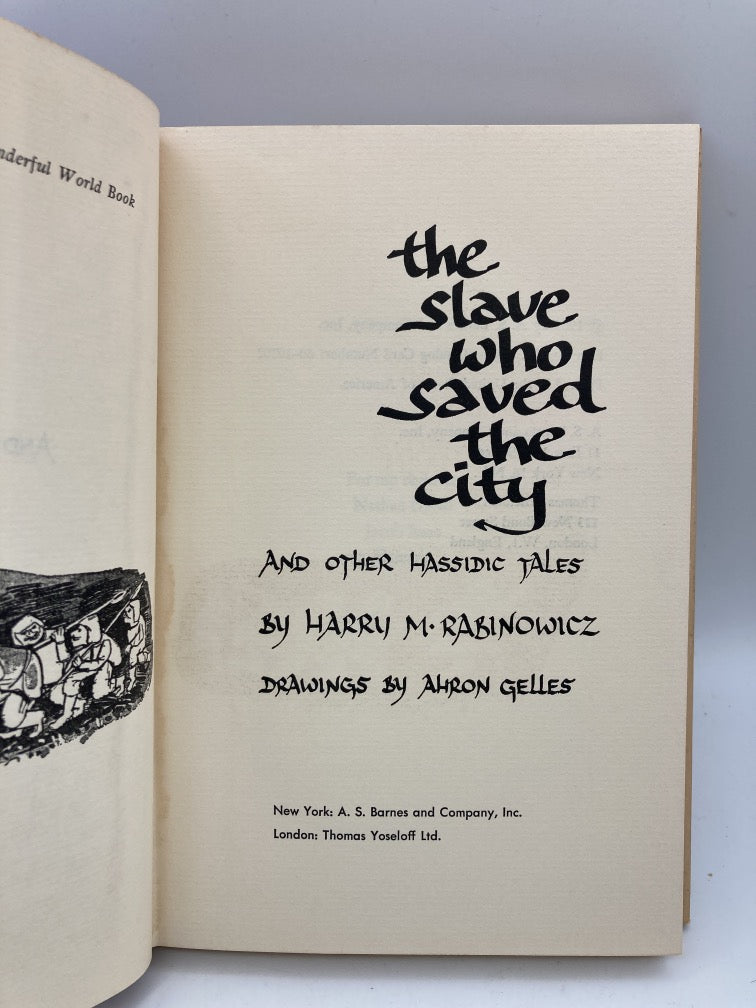 nderful World Book
the
slave
who
saved
the
city
AND OTHER HASSIDIC TALES
BY HARRY M. RABINOWICZ
DRAWINGS BY AHRON GELLES
New York: A. S. Barnes and Company, Inc.
London: Thomas Yoseloff Ltd.